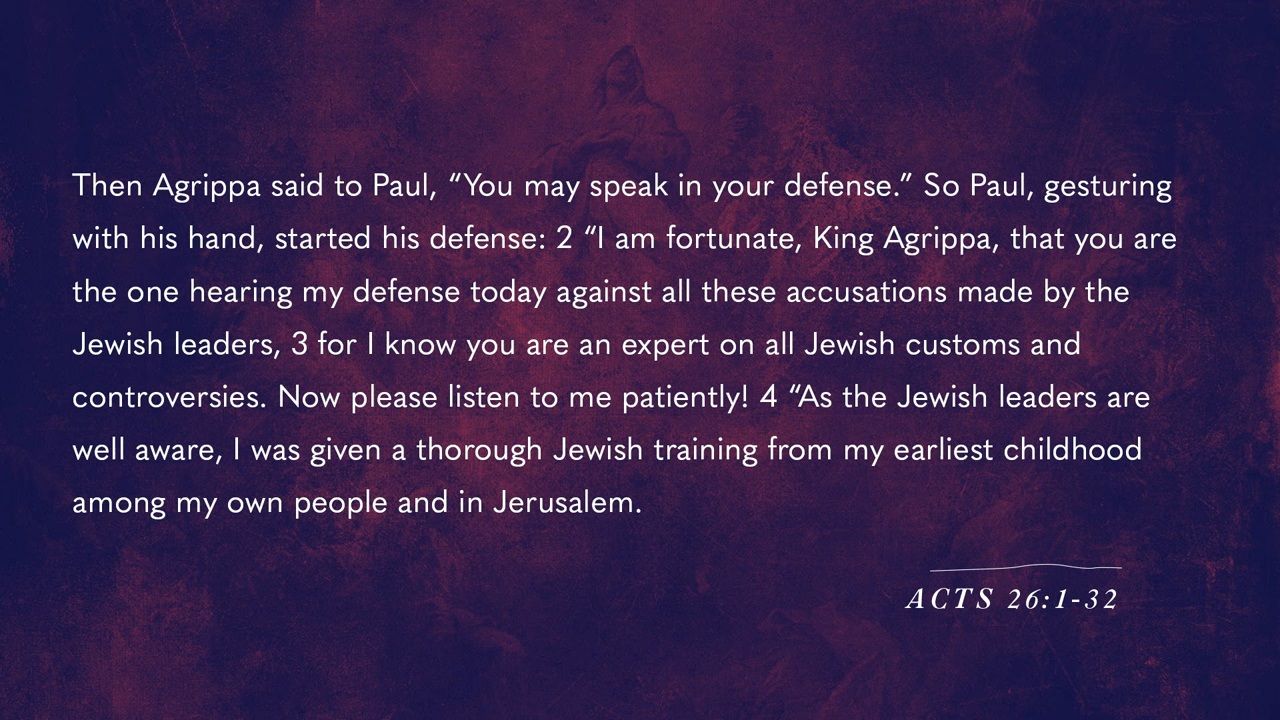 Then Agrippa said to Paul, “You may speak in your defense.” So Paul, gesturing
with his hand, started his defense: 2 “I am fortunate, King Agrippa, that you are
the one hearing my defense today against all these accusations made by the
Jewish leaders, 3 for I know you are an expert on all Jewish customs and
controversies. Now please listen to me patiently! 4 “As the Jewish leaders are
well aware, I was given a thorough Jewish training from my earliest childhood
among my own people and in Jerusalem.
ACTS 26:1-32